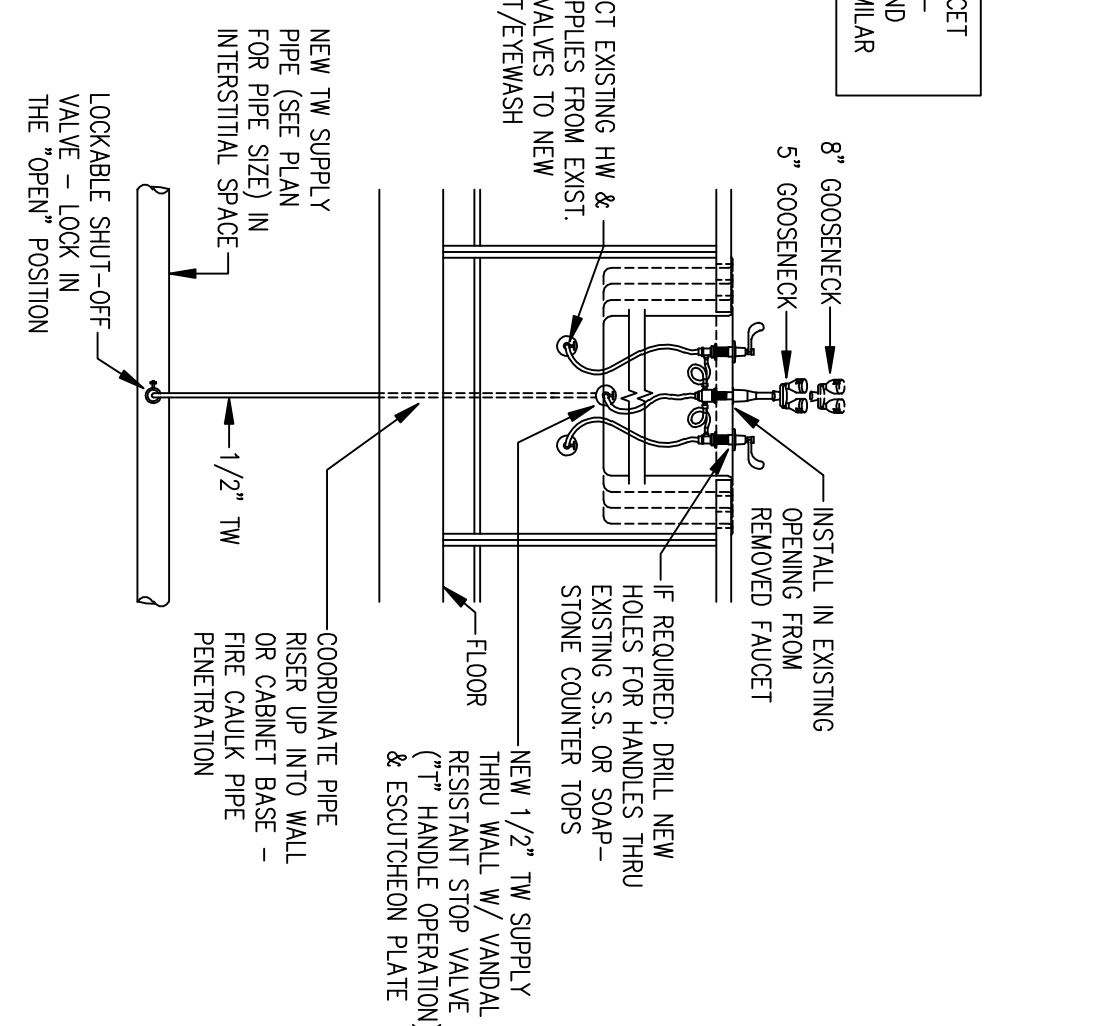 CET
-
ND
MILAR
8" GOOSENECK
5" GOOSENECK
CT EXISTING HW &
PPLIES FROM EXIST.
VALVES TO NEW
T/EYEWASH
NEW TW SUPPLY
PIPE (SEE PLAN
FOR PIPE SIZE) IN
INTERSTITIAL SPACE
LOCKABLE SHUT-OFF
VALVE - LOCK IN
THE "OPEN" POSITION
INSTALL IN EXISTING
OPENING FROM
REMOVED FAUCET
IF REQUIRED; DRILL NEW
HOLES FOR HANDLES THRU
EXISTING S.S. OR SOAP-
STONE COUNTER TOPS
1/2" TW
FLOOR
NEW 1/2" TW SUPPLY
THRU WALL W/ VANDAL
RESISTANT STOP VALVE
("T" HANDLE OPERATION)
& ESCUTCHEON PLATE
COORDINATE PIPE
RISER UP INTO WALL
OR CABINET BASE -
FIRE CAULK PIPE
PENETRATION